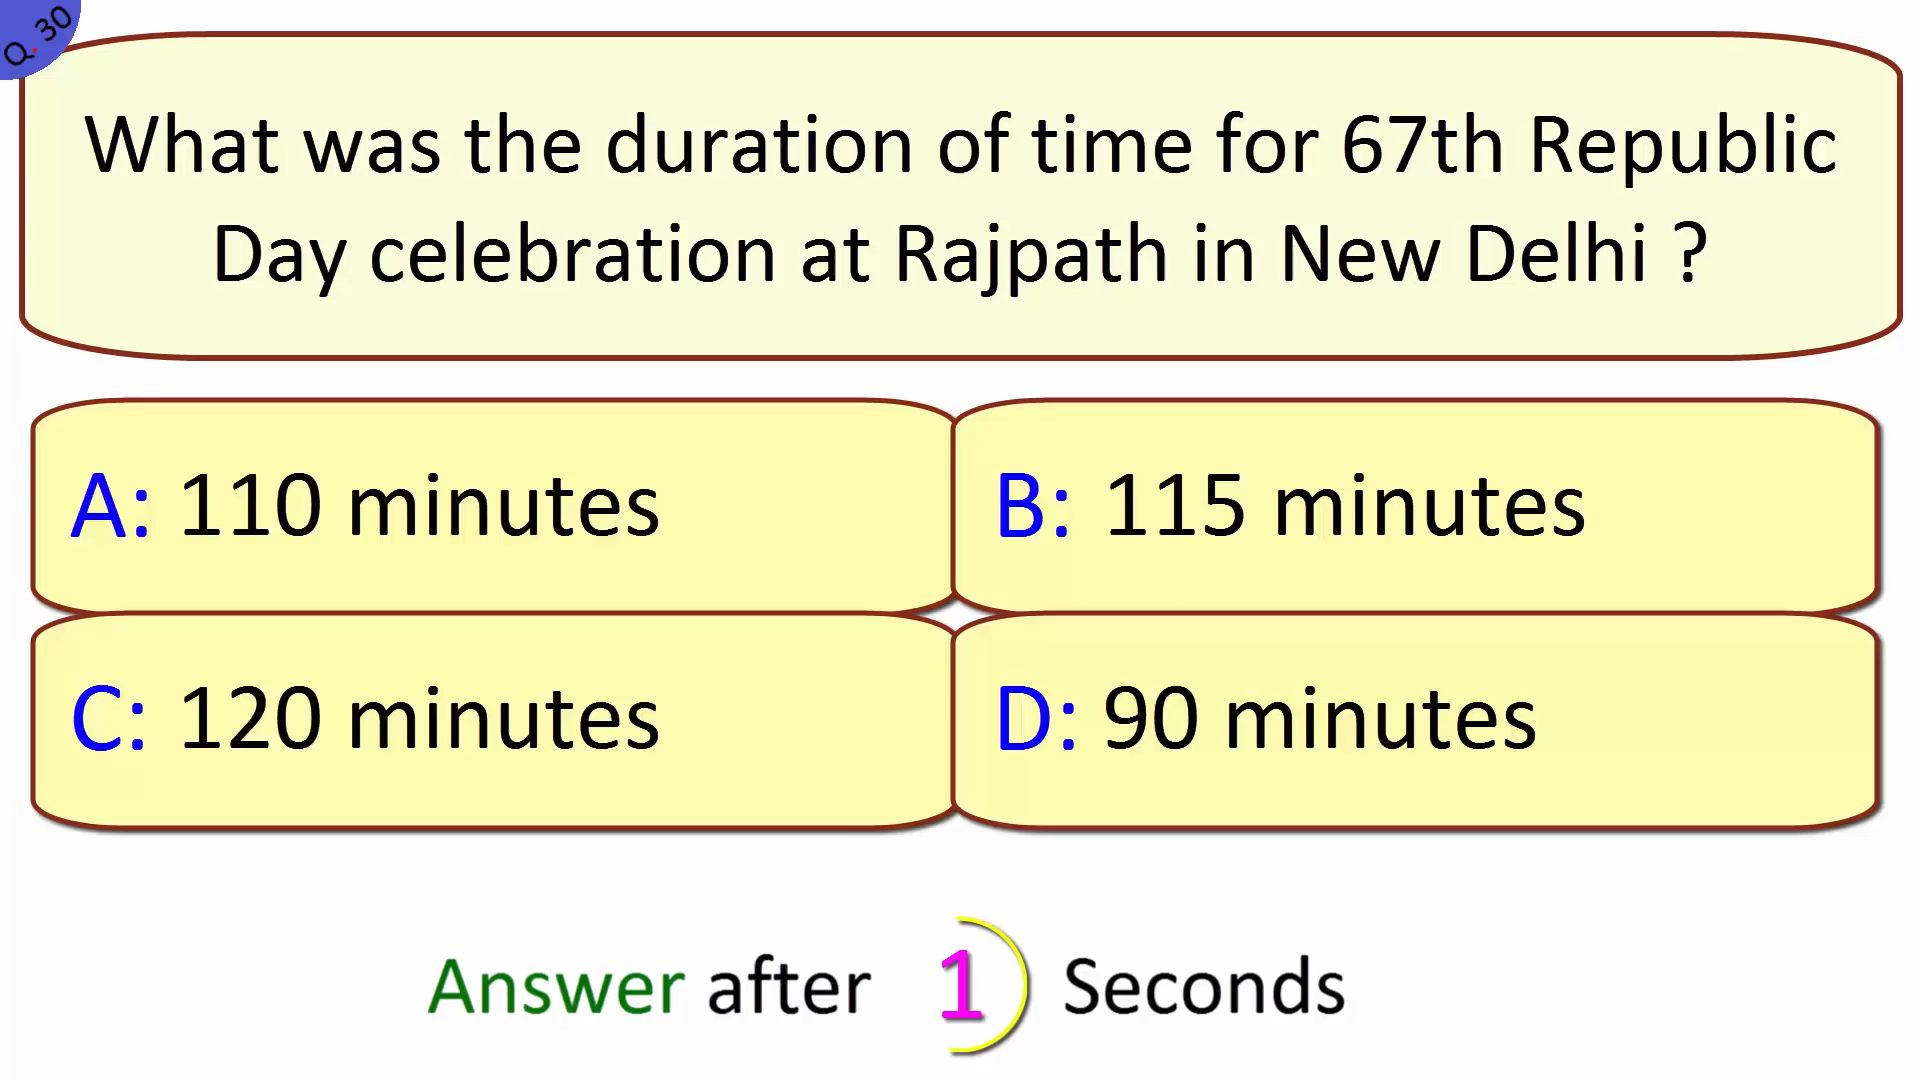 Q. 30
What was the duration of time for 67th Republic
Day celebration at Rajpath in New Delhi ?
A: 110 minutes
B: 115 minutes
C: 120 minutes
D: 90 minutes
Answer after 1 Seconds